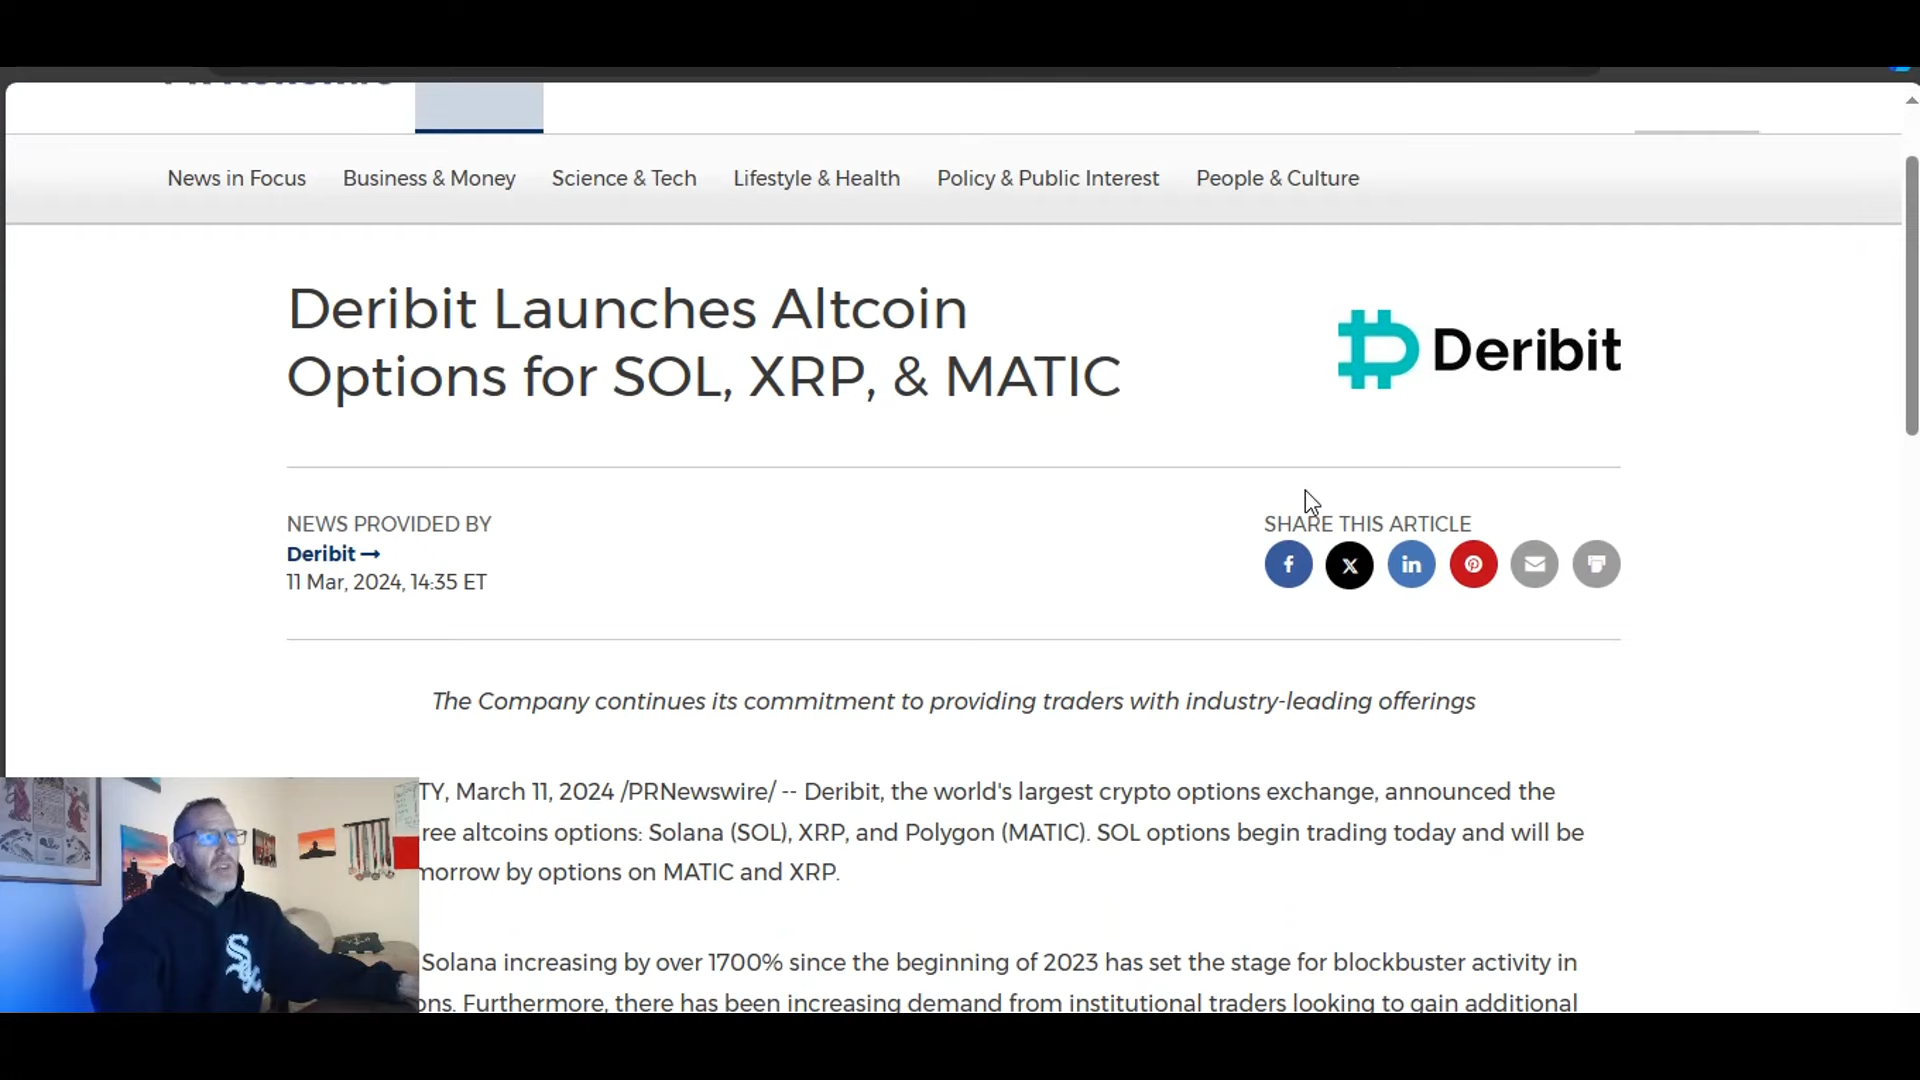 News in Focus Business & Money Science & Tech Lifestyle & Health Policy & Public Interest People & Culture
Deribit Launches Altcoin
Options for SOL, XRP, & MATIC
Deribit
NEWS PROVIDED BY
Deribit →
11 Mar, 2024, 14:35 ET
SHARE THIS ARTICLE
The Company continues its commitment to providing traders with industry-leading offerings
TY, March 11, 2024 /PRNewswire/ -- Deribit, the world's largest crypto options exchange, announced the
ree altcoins options: Solana (SOL), XRP, and Polygon (MATIC). SOL options begin trading today and will be
morrow by options on MATIC and XRP.
Solana increasing by over 1700% since the beginning of 2023 has set the stage for blockbuster activity in
ons. Furthermore, there has been increasing demand from institutional traders looking to gain additional
Sox